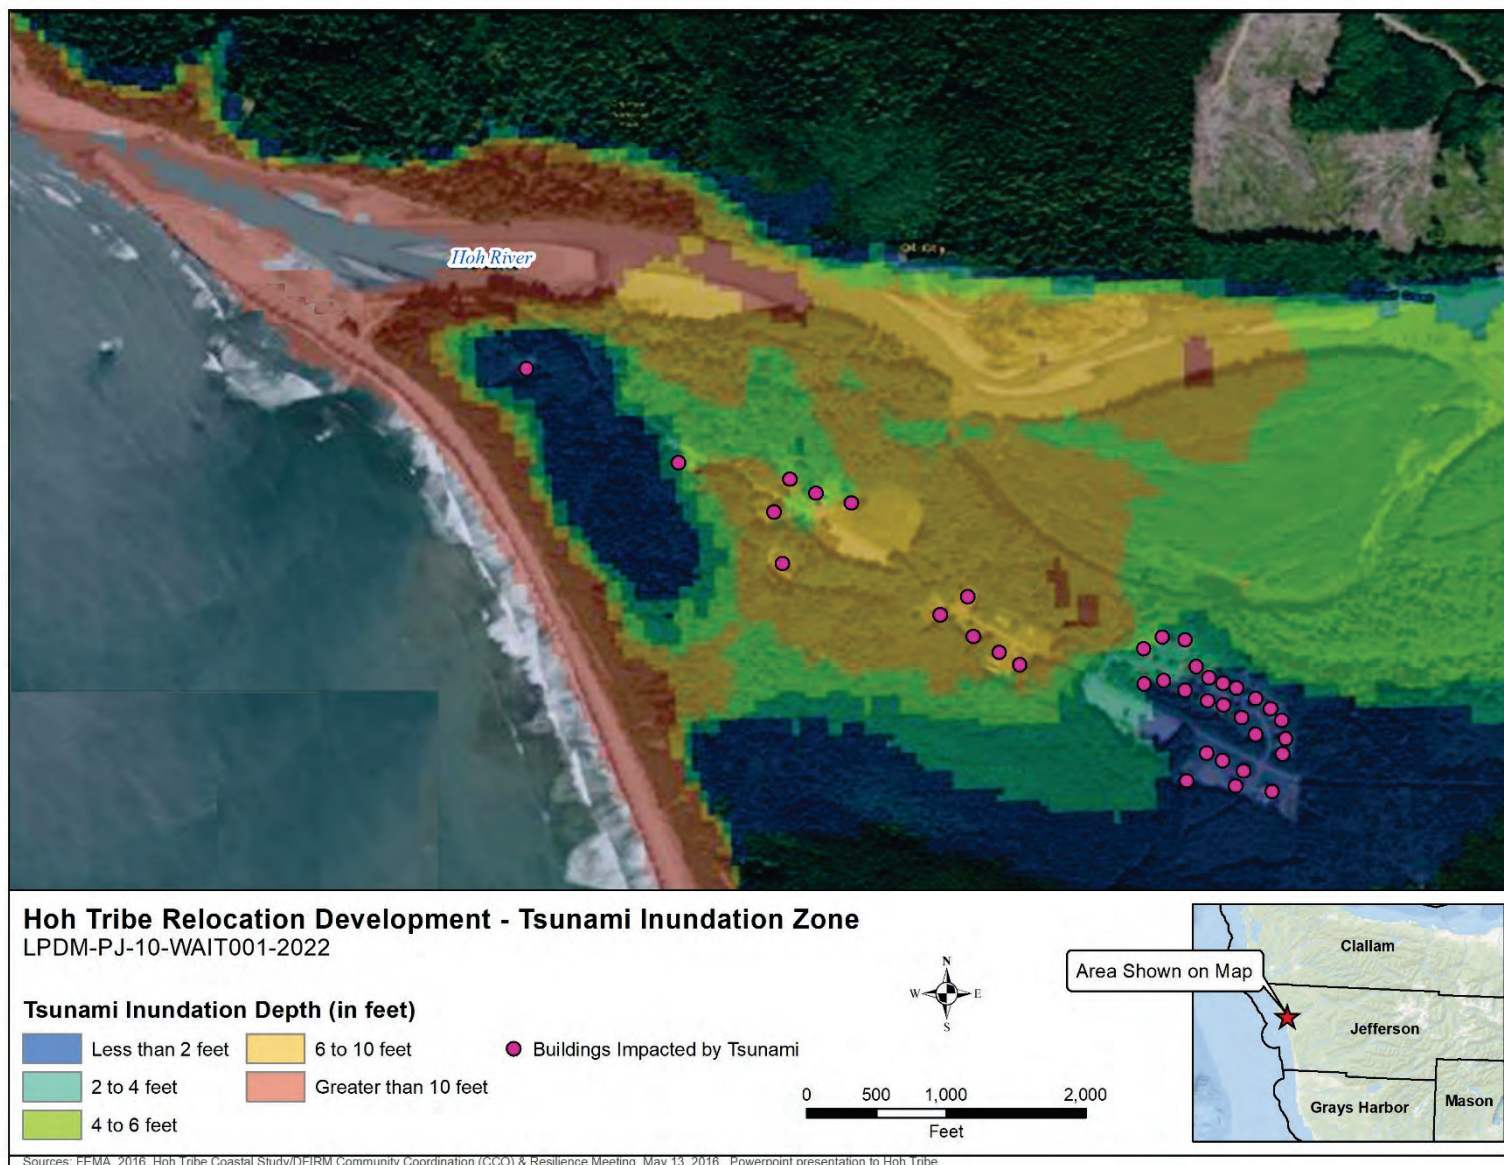 Hoh River
Hoh Tribe Relocation Development - Tsunami Inundation Zone
LPDM-PJ-10-WAIT001-2022
Tsunami Inundation Depth (in feet)
Less than 2 feet
2 to 4 feet
4 to 6 feet
6 to 10 feet
Greater than 10 feet
Buildings Impacted by Tsunami
N
W E
S
0 500 1,000 2,000
Feet
Area Shown on Map
Clallam
Jefferson
Grays Harbor
Mason
Sources: FEMA, 2016, Hoh Tribe Coastal Study/DFIRM Community Coordination (CCO) & Resilience Meeting, May 13, 2016. Powerpoint presentation to Hoh Tribe